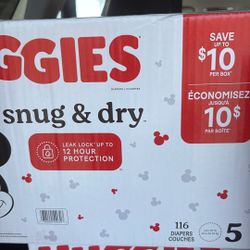 GGIES
SAVE
UP TO
$10
PER BOX
snug & dry
ÉCONOMISEZ
JUSQU'À
10$
PAR BOÎTE
LEAK LOCK UP TO
12 HOUR
PROTECTION
116
DIAPERS
COUCHES
5